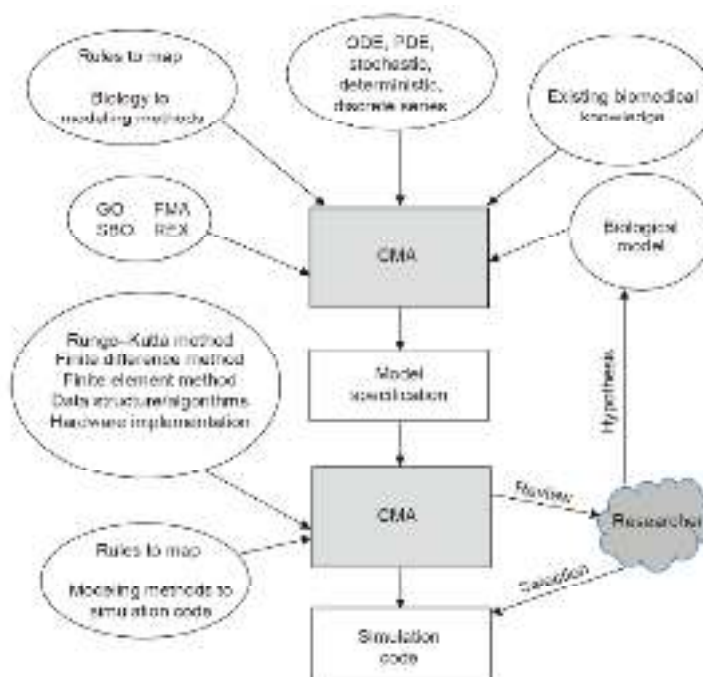 Rules to map
Biology to
modeling methods
ODE, PDE,
stochastic,
deterministic,
discrete series
Existing biomedical
knowledge
GO FMA
SBO REX
CMA
Biological
model
Runge–Kutta method
Finite difference method
Finite element method
Data structure/algorithms
Hardware implementation
Model
specification
Hypothesis
CMA
Review
Researcher
Rules to map
Modeling methods to
simulation code
Selection
Simulation
code